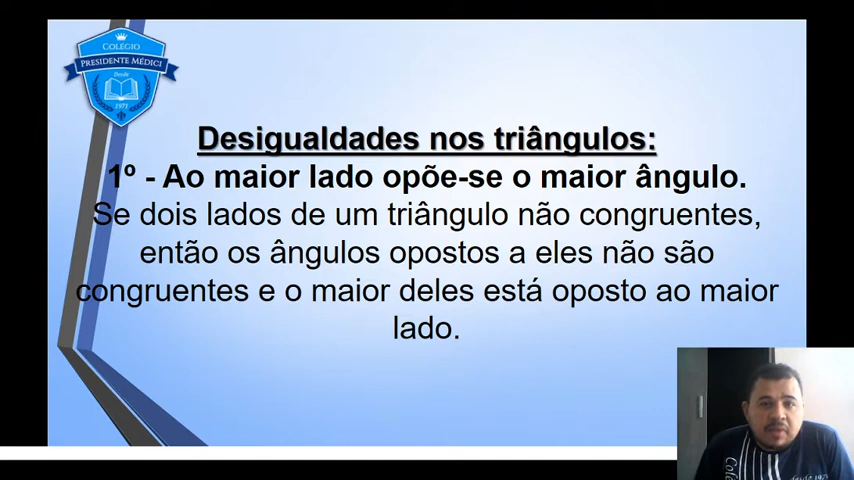 COLÉGIO
PRESIDENTE MÉDICI
Desde
1971
Desigualdades nos triângulos:
1º - Ao maior lado opõe-se o maior ângulo.
Se dois lados de um triângulo não congruentes,
então os ângulos opostos a eles não são
congruentes e o maior deles está oposto ao maior
lado.